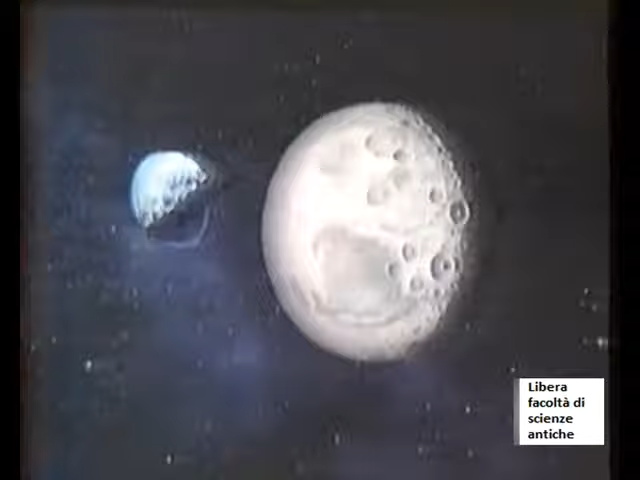 Libera
facoltà di
scienze
antiche